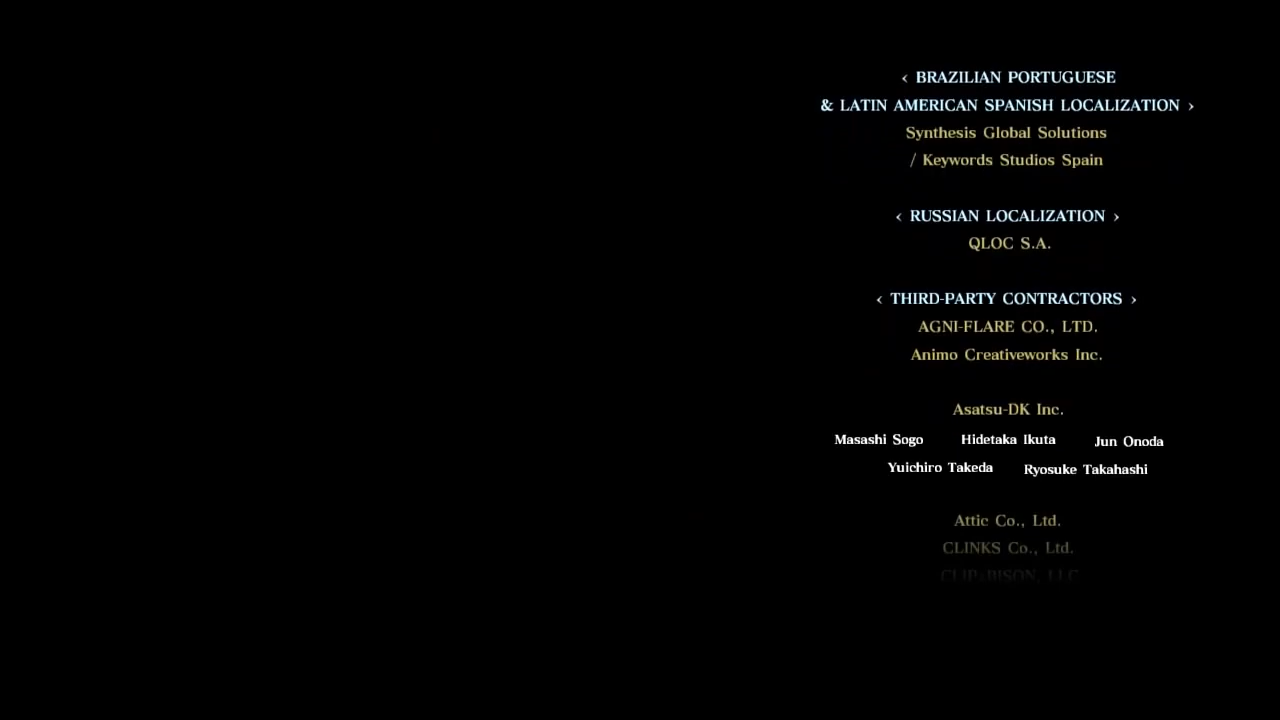 ‹ BRAZILIAN PORTUGUESE
& LATIN AMERICAN SPANISH LOCALIZATION ›
Synthesis Global Solutions
/ Keywords Studios Spain
‹ RUSSIAN LOCALIZATION ›
QLOC S.A.
‹ THIRD-PARTY CONTRACTORS ›
AGNI-FLARE CO., LTD.
Animo Creativeworks Inc.
Asatsu-DK Inc.
Masashi Sogo Hidetaka Ikuta Jun Onoda
Yuichiro Takeda Ryosuke Takahashi
Attic Co., Ltd.
CLINKS Co., Ltd.
LLC